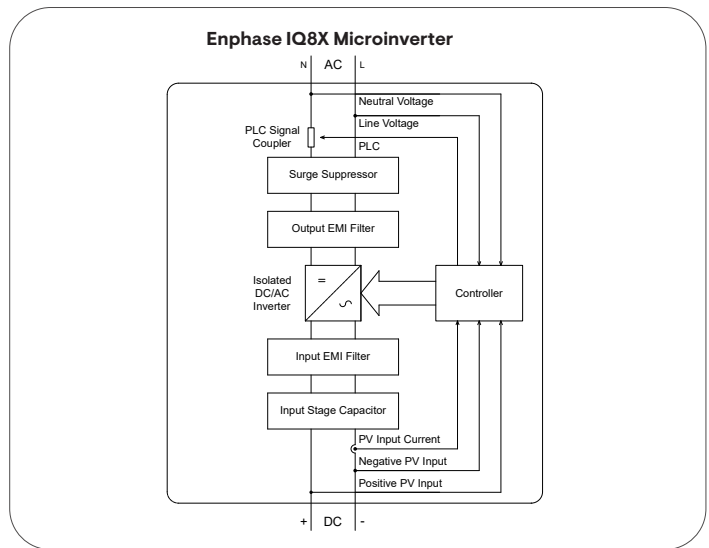 Enphase IQ8X Microinverter
N AC L
Neutral Voltage
Line Voltage
PLC Signal
Coupler
PLC
Surge Suppressor
Output EMI Filter
Isolated
DC/AC
Inverter
=
∿
Controller
Input EMI Filter
Input Stage Capacitor
PV Input Current
Negative PV Input
Positive PV Input
+ DC -